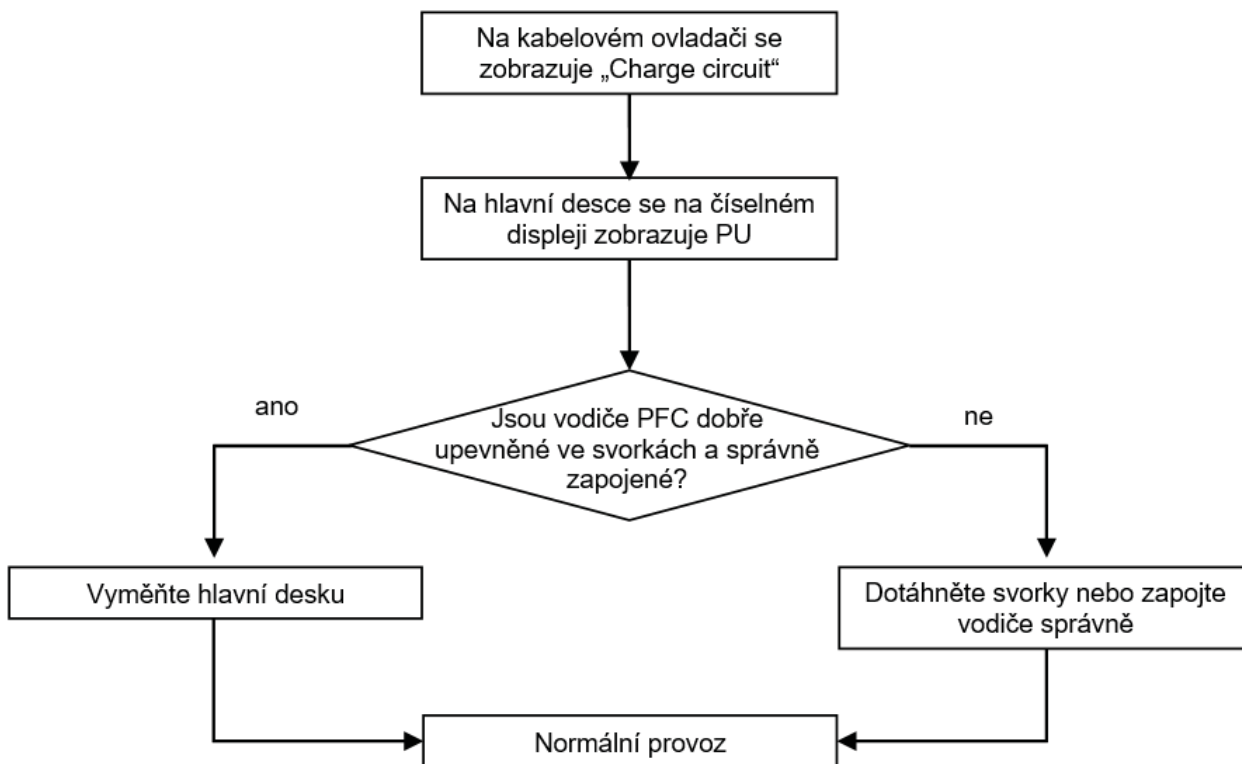 Na kabelovém ovladači se
zobrazuje „Charge circuit“
Na hlavní desce se na číselném
displeji zobrazuje PU
ano
Jsou vodiče PFC dobře
upevněné ve svorkách a správně
zapojené?
ne
Vyměňte hlavní desku
Dotáhněte svorky nebo zapojte
vodiče správně
Normální provoz